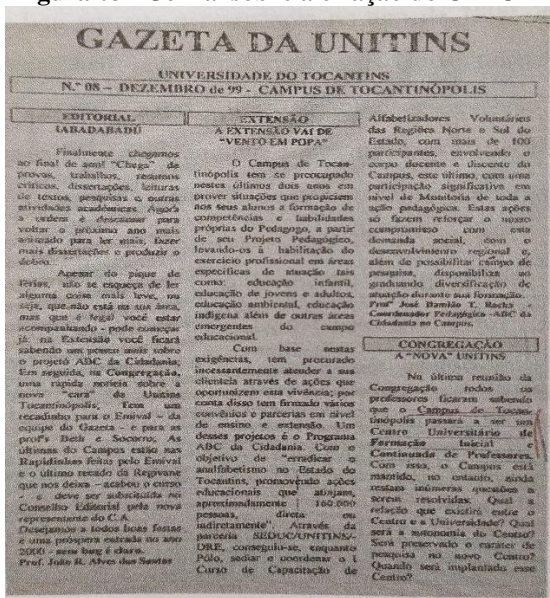 GAZETA DA UNITINS
UNIVERSIDADE DO TOCANTINS
N.º 08 – DEZEMBRO de 99 - CAMPUS DE TOCANTINÓPOLIS
EDITORIAL
IABADABADÚ
Finalmente chegamos
ao final de ano! "Chega" de
provas, trabalhos, resumos
críticos, dissertações, leituras
de textos, pesquisas e outras
atividades acadêmicas. Agora
a ordem é descansar para
voltar o próximo ano mais
animado para ler mais, fazer
mais dissertações e produzir o
dobro.
Apesar do pique de
férias, não se esqueça de ler
alguma coisa mais leve, ou
seja, que não está na sua área,
mas que é legal você estar
acompanhando - pode começar
já: na Extensão você ficará
sabendo um pouco mais sobre
o projeto ABC da Cidadania;
Em seguida, na Congregação,
uma rápida notícia sobre a
nova "cara" da Unitins
Tocantinópolis, Tem um
recadinho para o Emival - da
equipe do Gazeta - e para as
prof's Beth e Socorro; As
últimas do Campus estão nas
Rapidinhas feitas pelo Emival
e o último recado da Regivane
que nos deixa - acabou o curso
- e deve ser substituída no
Conselho Editorial pela nova
representante do C.A.
Desejamos a todos boas festas
e uma próspera entrada no ano
2000 - sem bug é claro.
Prof. João R. Alves dos Santos
EXTENSÃO
A EXTENSÃO VAI DE
"VENTO EM POPA"
O Campus de Tocan-
tinópolis tem se preocupado
nestes últimos dois anos em
prover situações que propiciem
aos seus alunos a formação de
competências e habilidades
próprias do Pedagogo, a partir
de seu Projeto Pedagógico,
levando-os à habilitação do
exercício profissional em áreas
específicas de atuação tais
como: educação infantil,
educação de jovens e adultos,
educação ambiental, educação
indígena além de outras áreas
emergentes do campo
educacional.
Com base nestas
exigências, tem procurado
incessantemente atender a sua
clientela através de ações que
oportunizem esta vivência; por
conta disso tem firmado vários
convênios e parcerias em nível
de ensino e extensão. Um
desses projetos é o Programa
ABC da Cidadania. Com o
objetivo de "erradicar o
analfabetismo no Estado do
Tocantins, promovendo ações
educacionais que atinjam,
aproximadamente 160.000
pessoas, direta ou
indiretamente". Através da
parceria SEDUC/UNITINS/-
DRE, conseguiu-se, enquanto
Pólo, sediar e coordenar o I
Curso de Capacitação de
Alfabetizadores Voluntários
das Regiões Norte e Sul do
Estado, com mais de 100
participantes, envolvendo o
corpo docente e discente do
Campus, este último, com uma
participação significativa em
nível de Monitoria de toda a
ação pedagógica. Estas ações
só fazem reforçar o nosso
compromisso com esta
demanda social, com o
desenvolvimento regional e,
além de possibilitar campo de
pesquisa, disponibiliza ao
graduando diversificação de
atuação durante sua formação.
Profº José Damião T. Rocha -
Coordenador Pedagógico -ABC da
Cidadania no Campus.
CONGREGAÇÃO
A "NOVA" UNITINS
Na última reunião da
Congregação todos os
professores ficaram sabendo
que o Campus de Tocan-
tinópolis passará a ser um
Centro Universitário de
Formação Inicial e
Continuada de Professores.
Com isso, o Campus está
mantido, no entanto, ainda
restam inúmeras questões a
serem resolvidas: Qual a
relação que existirá entre o
Centro e a Universidade? Qual
será a autonomia do Centro?
Será preservado o caráter de
pesquisa no novo Centro?
Quando será implantado esse
Centro?